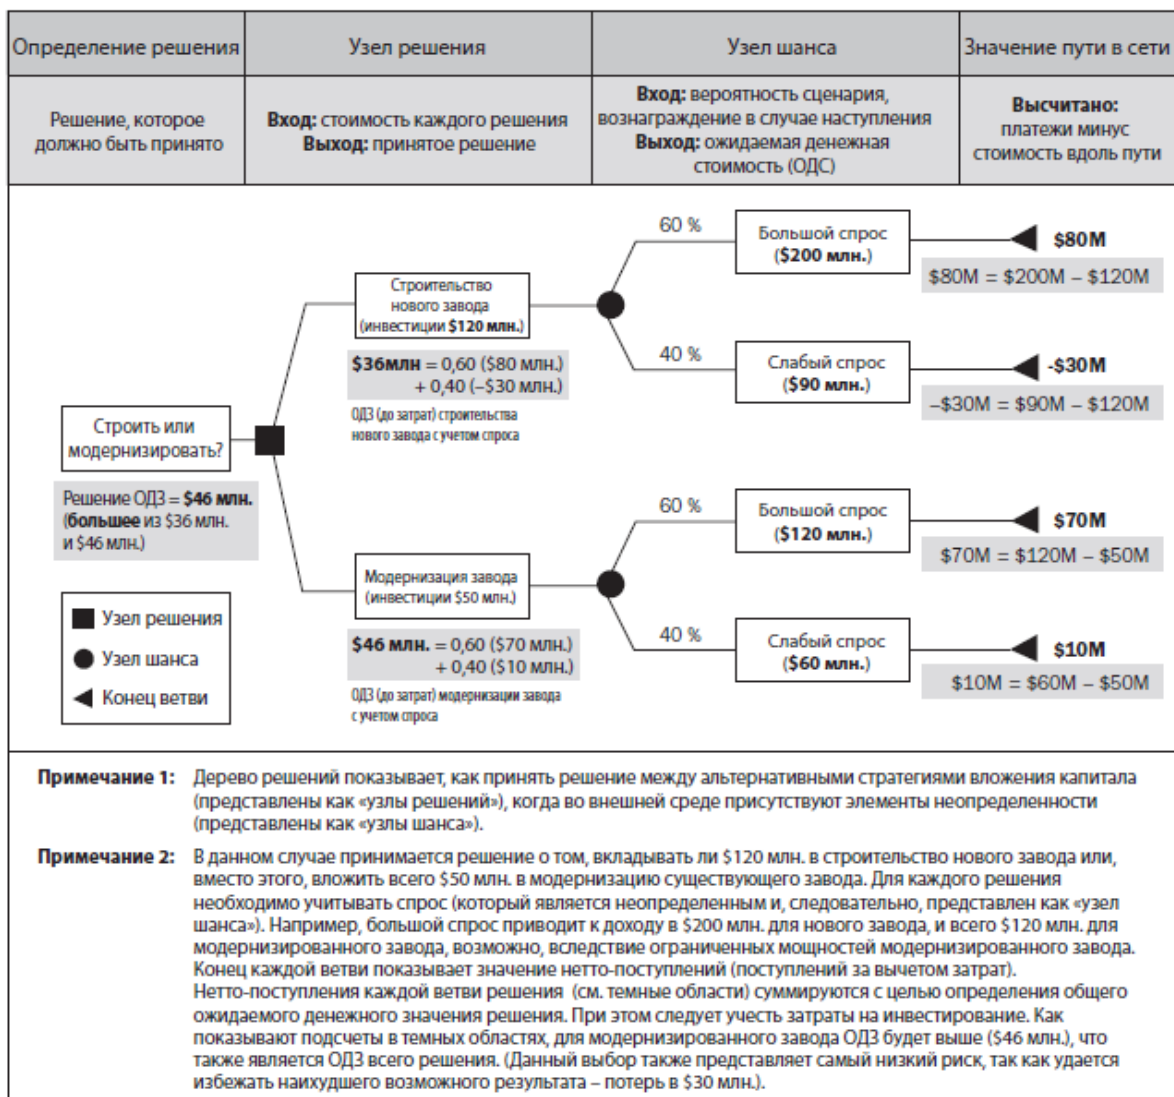 Определение решения
Узел решения
Узел шанса
Значение пути в сети
Решение, которое
должно быть принято
Вход: стоимость каждого решения
Выход: принятое решение
Вход: вероятность сценария,
вознаграждение в случае наступления
Выход: ожидаемая денежная
стоимость (ОДС)
Высчитано:
платежи минус
стоимость вдоль пути
Строить или
модернизировать?
Решение ОДЗ = $46 млн.
(большее из $36 млн.
и $46 млн.)
Строительство
нового завода
(инвестиции $120 млн.)
$36млн = 0,60 ($80 млн.)
+ 0,40 (–$30 млн.)
ОДЗ (до затрат) строительства
нового завода с учетом спроса
60 %
Большой спрос
($200 млн.)
$80M
$80M = $200M – $120M
40 %
Слабый спрос
($90 млн.)
-$30M
–$30M = $90M – $120M
Модернизация завода
(инвестиции $50 млн.)
$46 млн. = 0,60 ($70 млн.)
+ 0,40 ($10 млн.)
ОДЗ (до затрат) модернизации завода
с учетом спроса
60 %
Большой спрос
($120 млн.)
$70M
$70M = $120M – $50M
40 %
Слабый спрос
($60 млн.)
$10M
$10M = $60M – $50M
Узел решения
Узел шанса
Конец ветви
Примечание 1: Дерево решений показывает, как принять решение между альтернативными стратегиями вложения капитала
(представлены как «узлы решений»), когда во внешней среде присутствуют элементы неопределенности
(представлены как «узлы шанса»).
Примечание 2: В данном случае принимается решение о том, вкладывать ли $120 млн. в строительство нового завода или,
вместо этого, вложить всего $50 млн. в модернизацию существующего завода. Для каждого решения
необходимо учитывать спрос (который является неопределенным и, следовательно, представлен как «узел
шанса»). Например, большой спрос приводит к доходу в $200 млн. для нового завода, и всего $120 млн. для
модернизированного завода, возможно, вследствие ограниченных мощностей модернизированного завода.
Конец каждой ветви показывает значение нетто-поступлений (поступлений за вычетом затрат).
Нетто-поступления каждой ветви решения (см. темные области) суммируются с целью определения общего
ожидаемого денежного значения решения. При этом следует учесть затраты на инвестирование. Как
показывают подсчеты в темных областях, для модернизированного завода ОДЗ будет выше ($46 млн.), что
также является ОДЗ всего решения. (Данный выбор также представляет самый низкий риск, так как удается
избежать наихудшего возможного результата – потерь в $30 млн.).